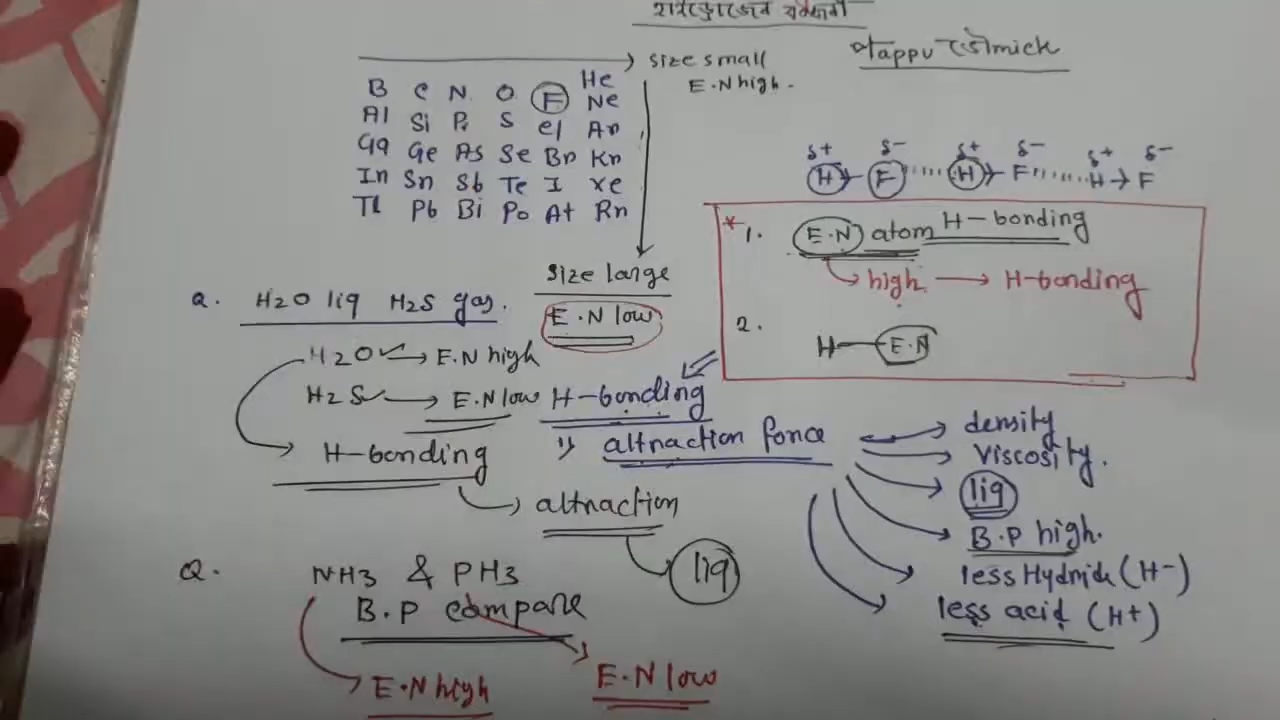 হাইড্রোজেন বন্ধনী
size small
E.N high.
He
B C N O F Ne
Al Si P S Cl Ar
Ga Ge As Se Br Kr
In Sn Sb Te I Xe
Tl Pb Bi Po At Rn
size large
E.N low
δ+ δ- δ+ δ- δ+ δ-
H F ..... H F ...... H → F
* 1. E.N atom H-bonding
high → H-bonding
2. H—E.N
Q. H2O liq H2S gas.
H2O → E.N high
H2S → E.N low
H-bonding
attraction
liq
H-bonding
1) attraction force
density
viscosity.
liq
B.P high.
less Hydride (H-)
less acid (H+)
Q. NH3 & PH3
B.P compare
E.N high
E.N low